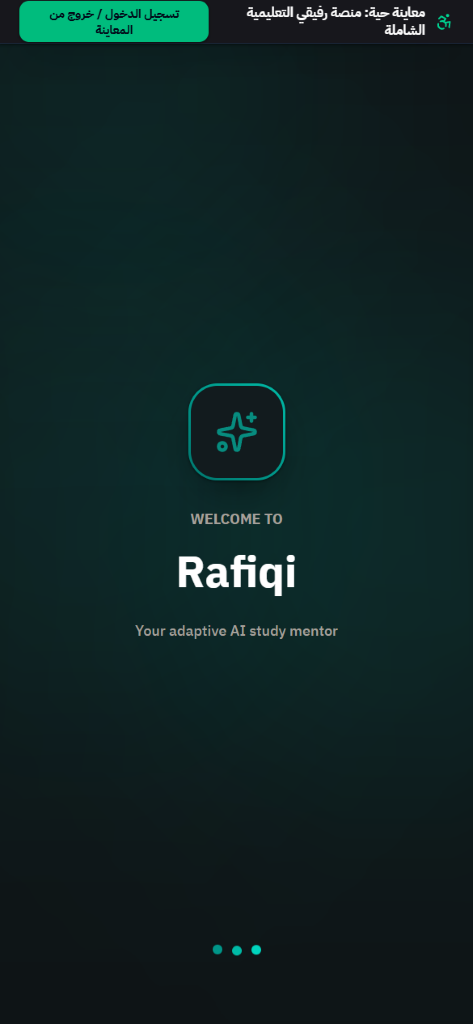 معاينة حية: منصة رفيقي التعليمية
الشاملة
تسجيل الدخول / خروج من
المعاينة
WELCOME TO
Rafiqi
Your adaptive AI study mentor